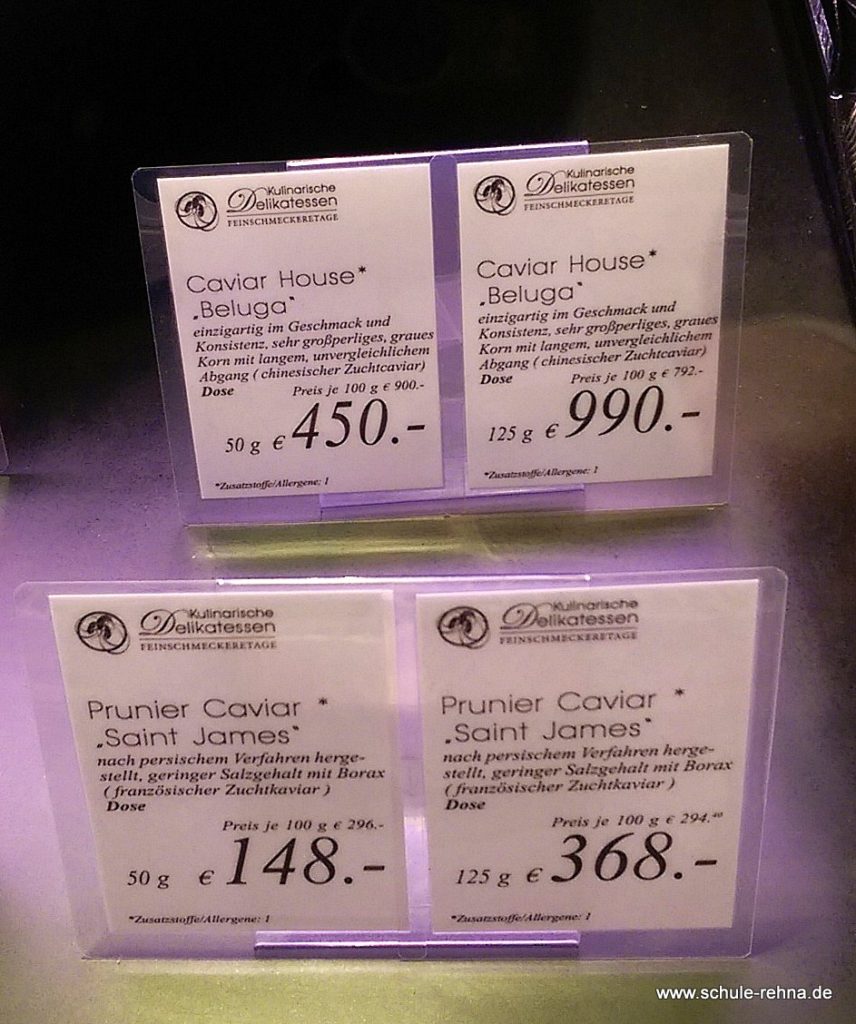 Kulinarische
Delikatessen
FEINSCHMECKERETAGE
Caviar House*
„Beluga“
einzigartig im Geschmack und
Konsistenz, sehr großperliges, graues
Korn mit langem, unvergleichlichem
Abgang ( chinesischer Zuchtcaviar)
Dose Preis je 100 g € 900.-
50 g € 450.-
*Zusatzstoffe/Allergene: 1
Kulinarische
Delikatessen
FEINSCHMECKERETAGE
Caviar House*
„Beluga“
einzigartig im Geschmack und
Konsistenz, sehr großperliges, graues
Korn mit langem, unvergleichlichem
Abgang ( chinesischer Zuchtcaviar)
Dose Preis je 100 g € 792.-
125 g € 990.-
*Zusatzstoffe/Allergene: 1
Kulinarische
Delikatessen
FEINSCHMECKERETAGE
Prunier Caviar *
„Saint James“
nach persischem Verfahren herge-
stellt, geringer Salzgehalt mit Borax
( französischer Zuchtkaviar )
Dose
Preis je 100 g € 296.-
50 g € 148.-
*Zusatzstoffe/Allergene: 1
Kulinarische
Delikatessen
FEINSCHMECKERETAGE
Prunier Caviar *
„Saint James“
nach persischem Verfahren herge-
stellt, geringer Salzgehalt mit Borax
( französischer Zuchtkaviar )
Dose
Preis je 100 g € 294.40
125 g € 368.-
*Zusatzstoffe/Allergene: 1
www.schule-rehna.de